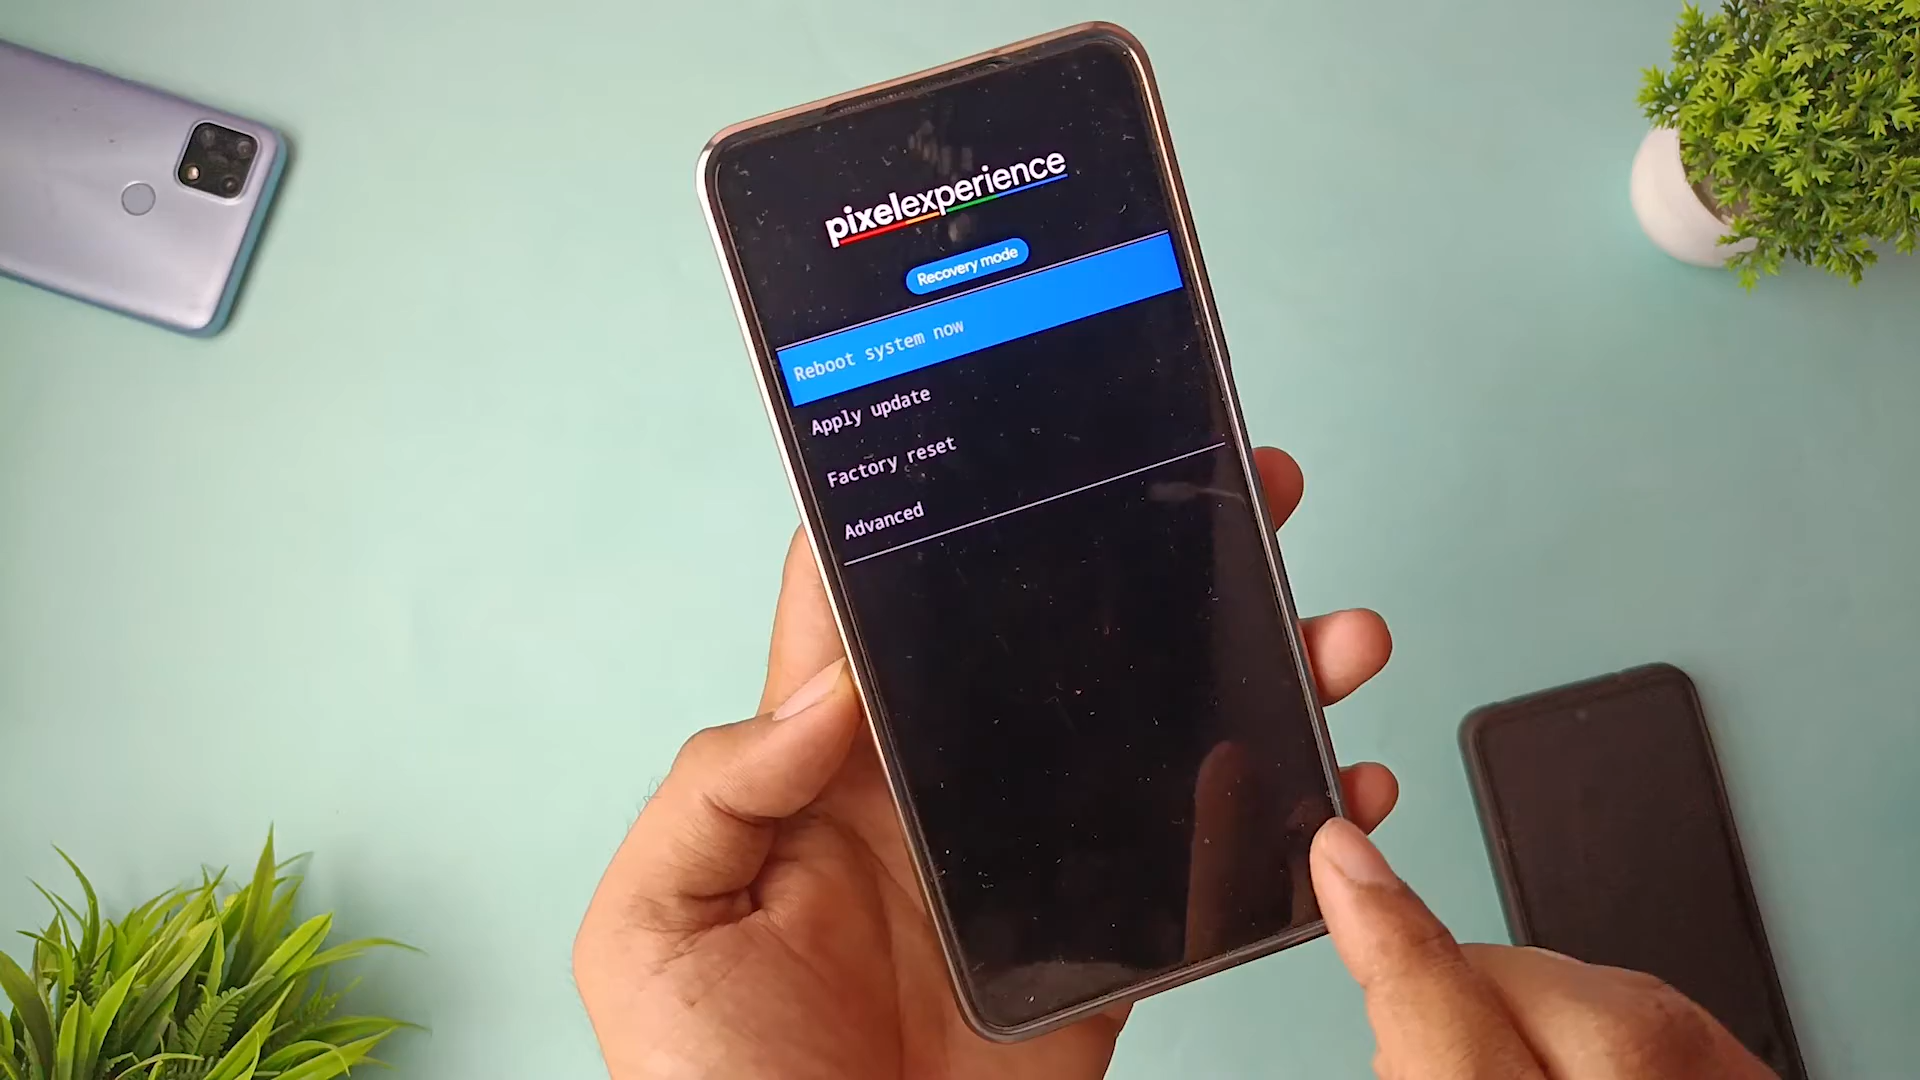 pixelexperience
Recovery mode
Reboot system now
Apply update
Factory reset
Advanced